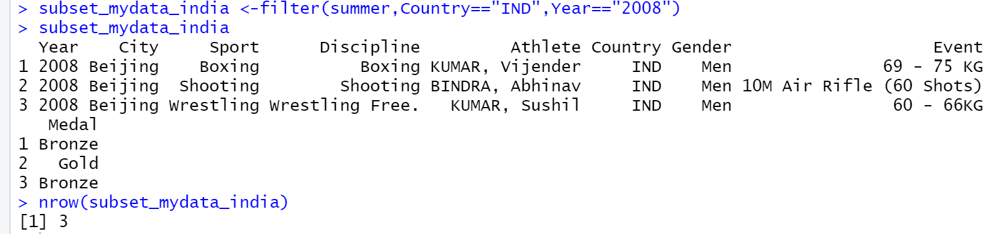 > subset_mydata_india <-filter(summer,Country=="IND",Year=="2008")
> subset_mydata_india
  Year    City     Sport      Discipline         Athlete Country Gender                    Event
1 2008 Beijing    Boxing          Boxing KUMAR, Vijender     IND    Men               69 - 75 KG
2 2008 Beijing  Shooting        Shooting BINDRA, Abhinav     IND    Men 10M Air Rifle (60 Shots)
3 2008 Beijing Wrestling Wrestling Free.   KUMAR, Sushil     IND    Men                60 - 66KG
   Medal
1 Bronze
2   Gold
3 Bronze
> nrow(subset_mydata_india)
[1] 3